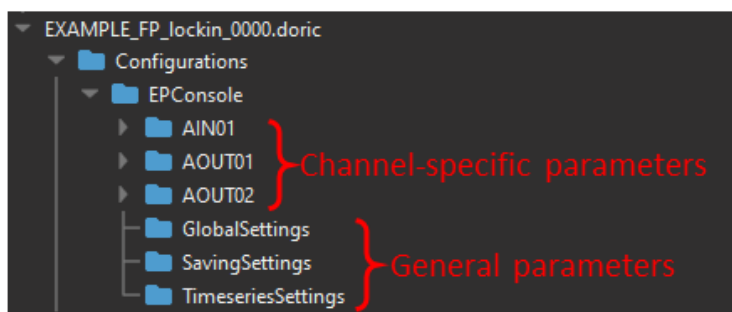 EXAMPLE_FP_lockin_0000.doric
Configurations
EPConsole
AIN01
AOUT01
Channel-specific parameters
AOUT02
GlobalSettings
SavingSettings
General parameters
TimeseriesSettings